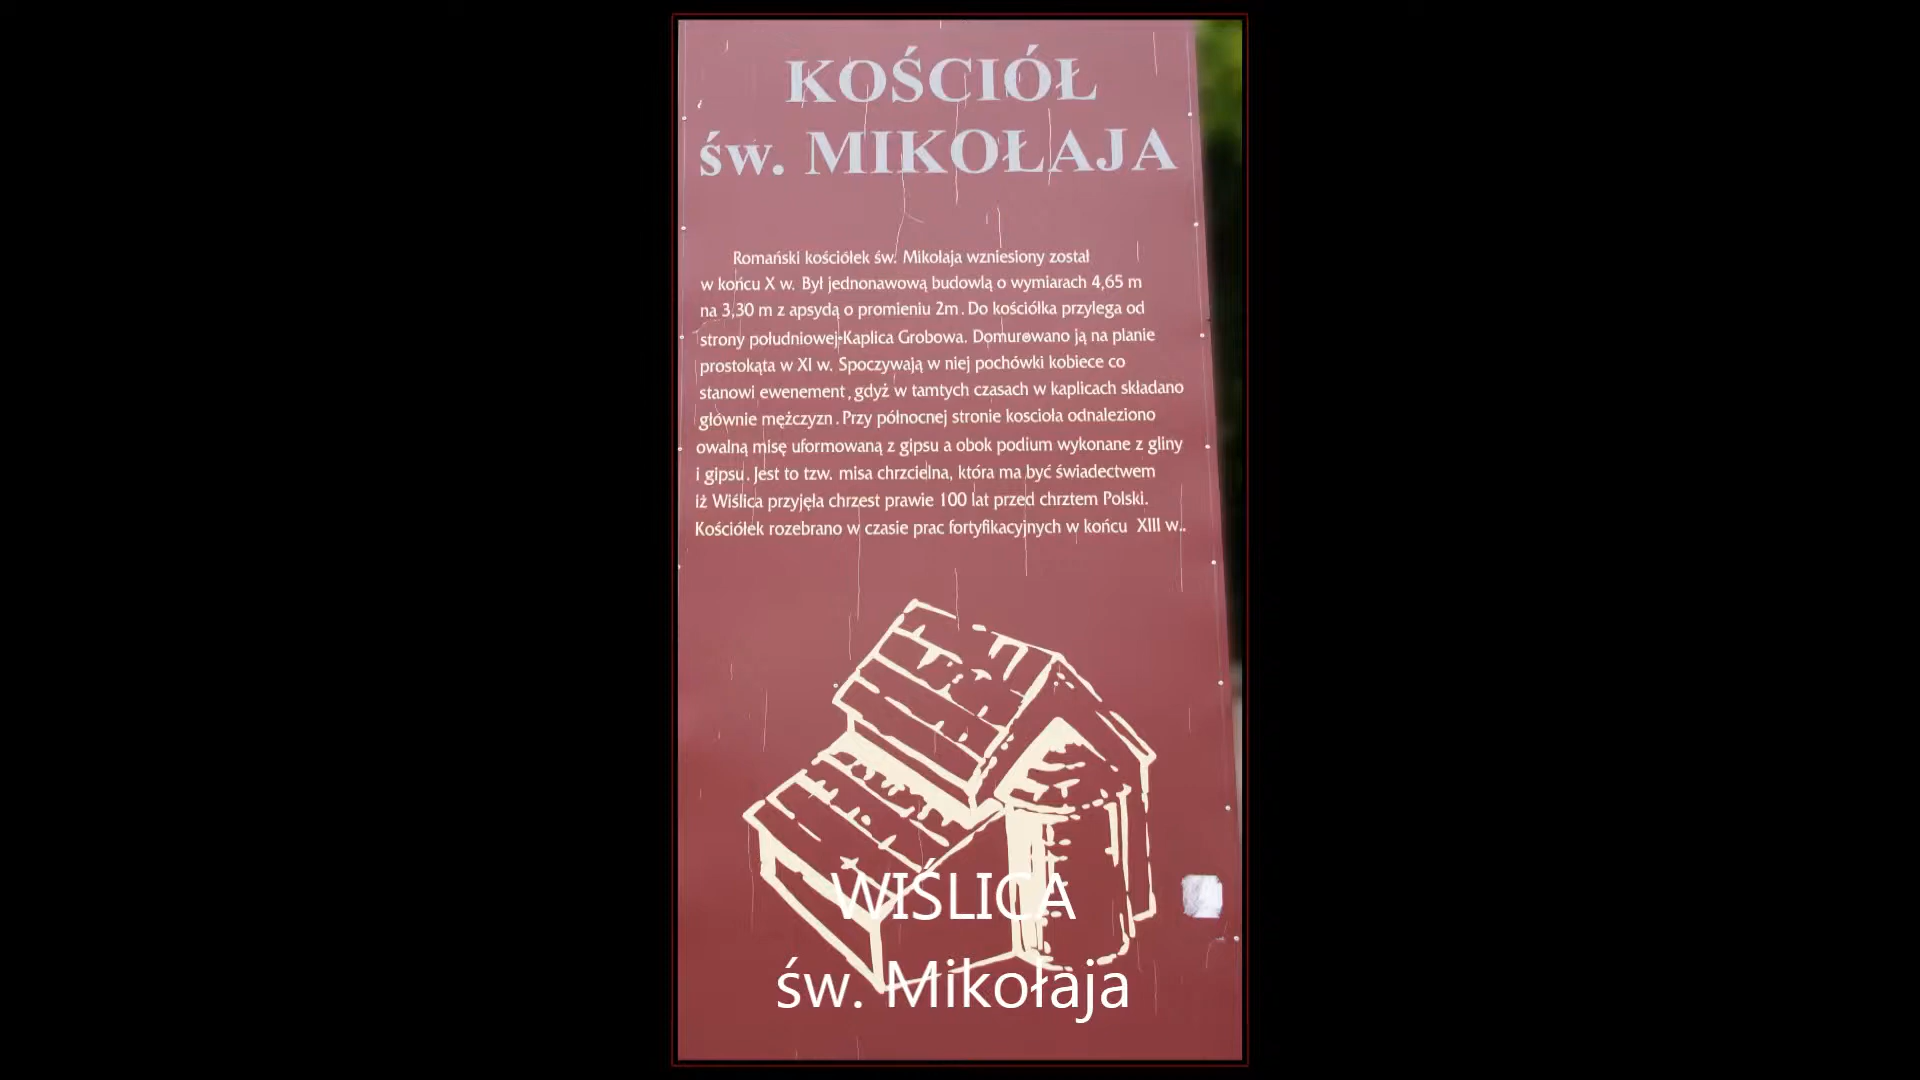 KOŚCIÓŁ
św. MIKOŁAJA
Romański kościółek św. Mikołaja wzniesiony został
w końcu X w. Był jednonawową budowlą o wymiarach 4,65 m
na 3,30 m z apsydą o promieniu 2m. Do kościółka przylega od
strony południowej-Kaplica Grobowa. Domurowano ją na planie
prostokąta w XI w. Spoczywają w niej pochówki kobiece co
stanowi ewenement, gdyż w tamtych czasach w kaplicach składano
głównie mężczyzn. Przy północnej stronie koscioła odnaleziono
owalną misę uformowaną z gipsu a obok podium wykonane z gliny
i gipsu. Jest to tzw. misa chrzcielna, która ma być świadectwem
iż Wiślica przyjęła chrzest prawie 100 lat przed chrztem Polski.
Kościółek rozebrano w czasie prac fortyfikacyjnych w końcu XIII w..
WIŚLICA
św. Mikołaja